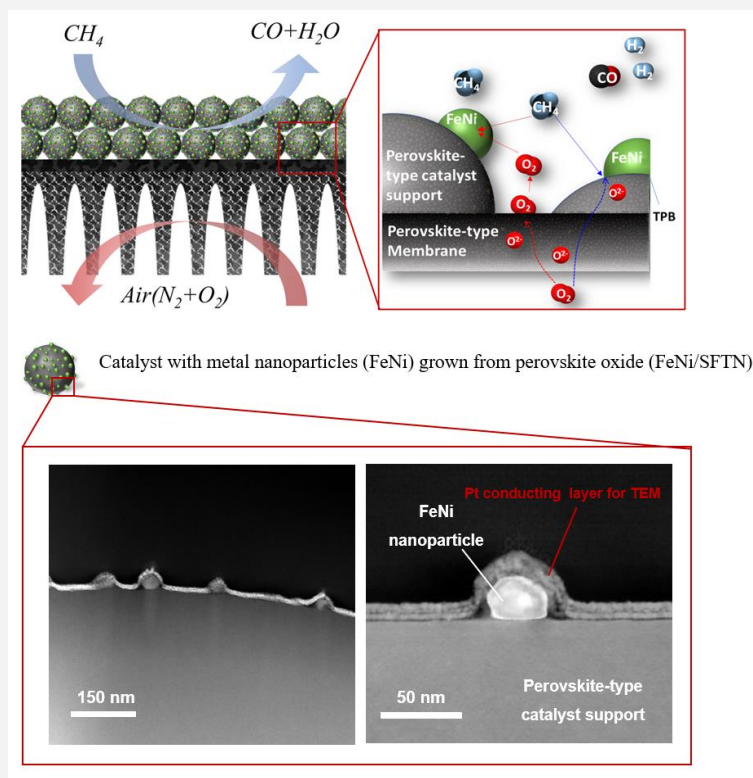 CH4
CO+H2O
Air(N2+O2)
H2
H2
CO
CH4
CH4
FeNi
FeNi
Perovskite-
type catalyst
support
O2
O2
O2-
TPB
Perovskite-type
Membrane
O2-
O2-
O2
Catalyst with metal nanoparticles (FeNi) grown from perovskite oxide (FeNi/SFTN)
150 nm
Pt conducting layer for TEM
FeNi
nanoparticle
50 nm
Perovskite-type
catalyst support